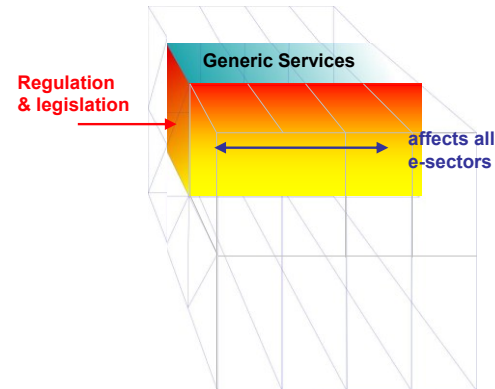 Generic Services
Regulation
& legislation
affects all
e-sectors